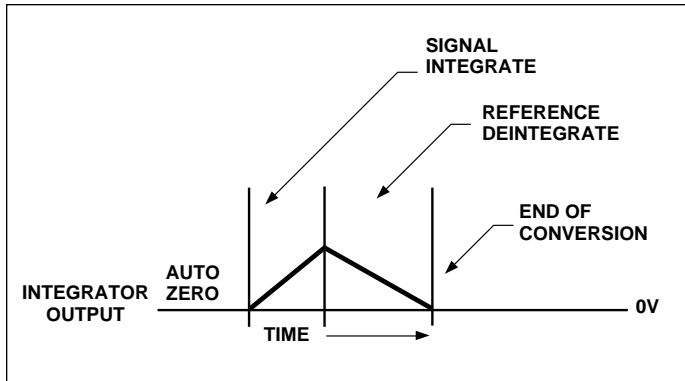 SIGNAL
INTEGRATE
REFERENCE
DEINTEGRATE
END OF
CONVERSION
AUTO
ZERO
INTEGRATOR
OUTPUT
0V
TIME